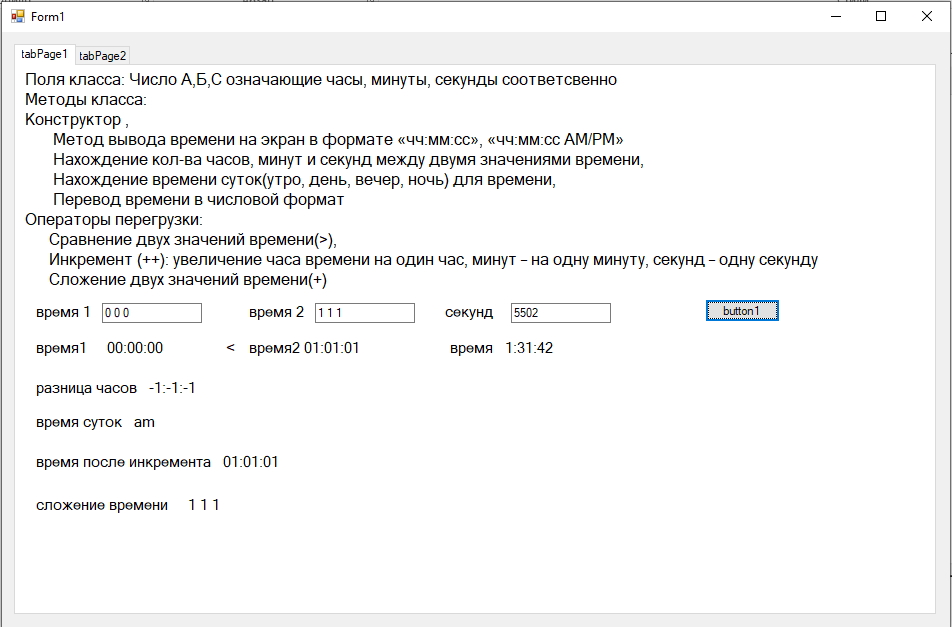 Form1
tabPage1 tabPage2
Поля класса: Число А,Б,С означающие часы, минуты, секунды соответсвенно
Методы класса:
Конструктор ,
Метод вывода времени на экран в формате «чч:мм:сс», «чч:мм:сс AM/PM»
Нахождение кол-ва часов, минут и секунд между двумя значениями времени,
Нахождение времени суток(утро, день, вечер, ночь) для времени,
Перевод времени в числовой формат
Операторы перегрузки:
Сравнение двух значений времени(>),
Инкремент (++): увеличение часа времени на один час, минут – на одну минуту, секунд – одну секунду
Сложение двух значений времени(+)
время 1 0 0 0 время 2 1 1 1 секунд 5502 button1
время1 00:00:00 < время2 01:01:01 время 1:31:42
разница часов -1:-1:-1
время суток am
время после инкремента 01:01:01
сложение времени 1 1 1